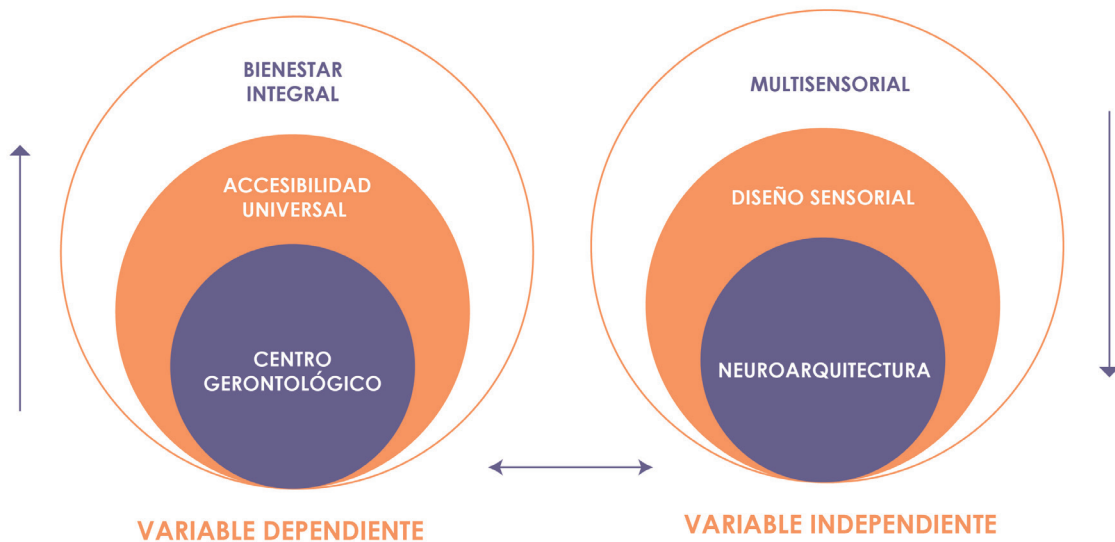 BIENESTAR
INTEGRAL
ACCESIBILIDAD
UNIVERSAL
CENTRO
GERONTOLÓGICO
VARIABLE DEPENDIENTE
MULTISENSORIAL
DISEÑO SENSORIAL
NEUROARQUITECTURA
VARIABLE INDEPENDIENTE